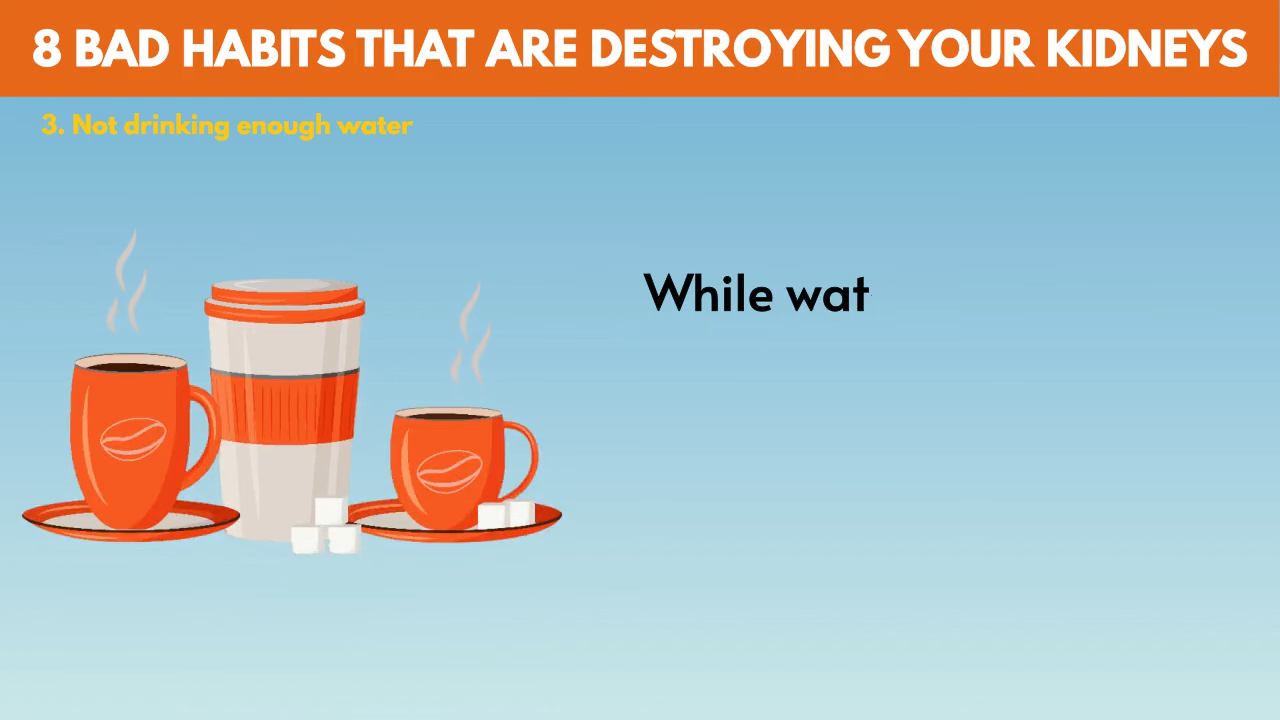 8 BAD HABITS THAT ARE DESTROYING YOUR KIDNEYS
3. Not drinking enough water
While wat